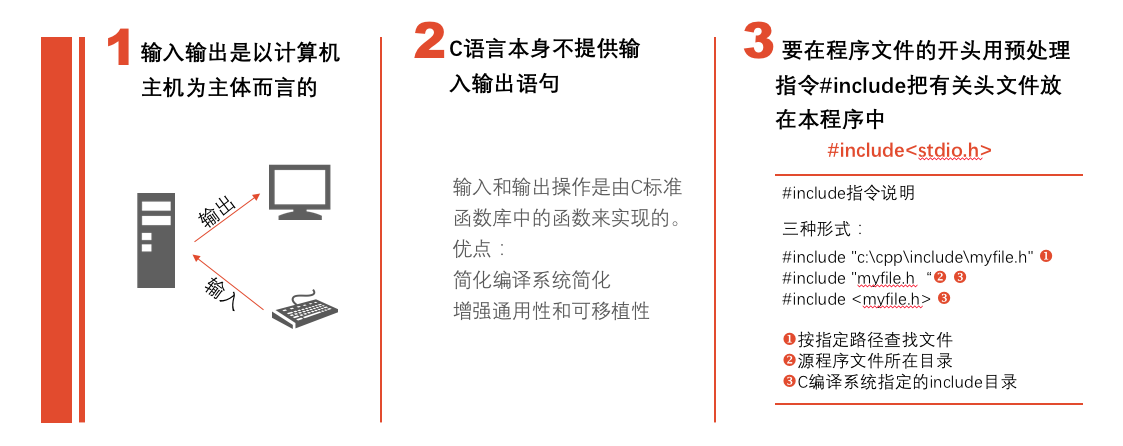 1 输入输出是以计算机
主机为主体而言的
输出
输入
2 C语言本身不提供输
入输出语句
输入和输出操作是由C标准
函数库中的函数来实现的。
优点：
简化编译系统简化
增强通用性和可移植性
3 要在程序文件的开头用预处理
指令#include把有关头文件放
在本程序中
#include<stdio.h>
#include指令说明
三种形式：
#include "c:\cpp\include\myfile.h" ❶
#include "myfile.h “❷ ❸
#include <myfile.h> ❸
❶按指定路径查找文件
❷源程序文件所在目录
❸C编译系统指定的include目录